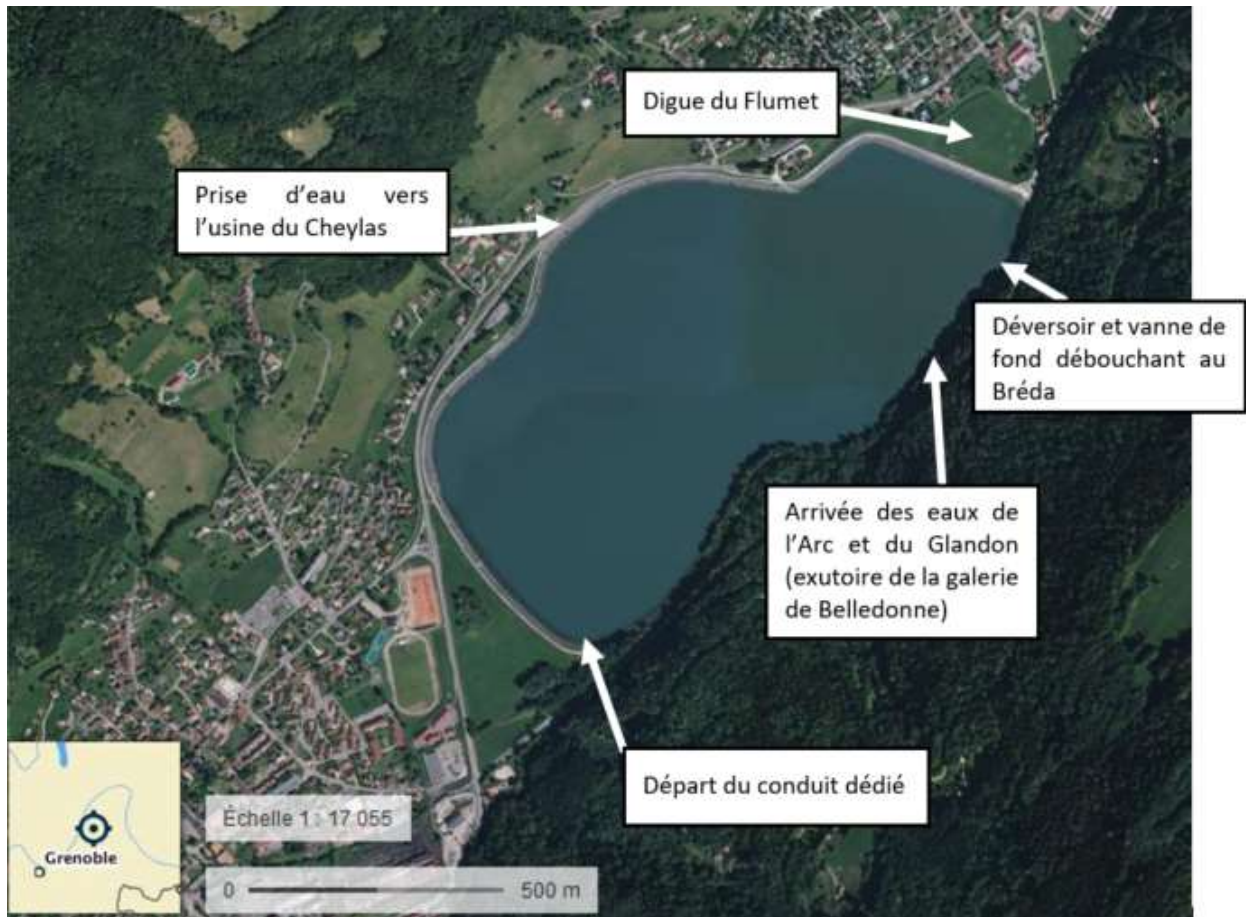 Digue du Flumet
Prise d'eau vers
l'usine du Cheylas
Déversoir et vanne de
fond débouchant au
Bréda
Arrivée des eaux de
l'Arc et du Glandon
(exutoire de la galerie
de Belledonne)
Départ du conduit dédié
Échelle 1 : 17 055
Grenoble
0 500 m